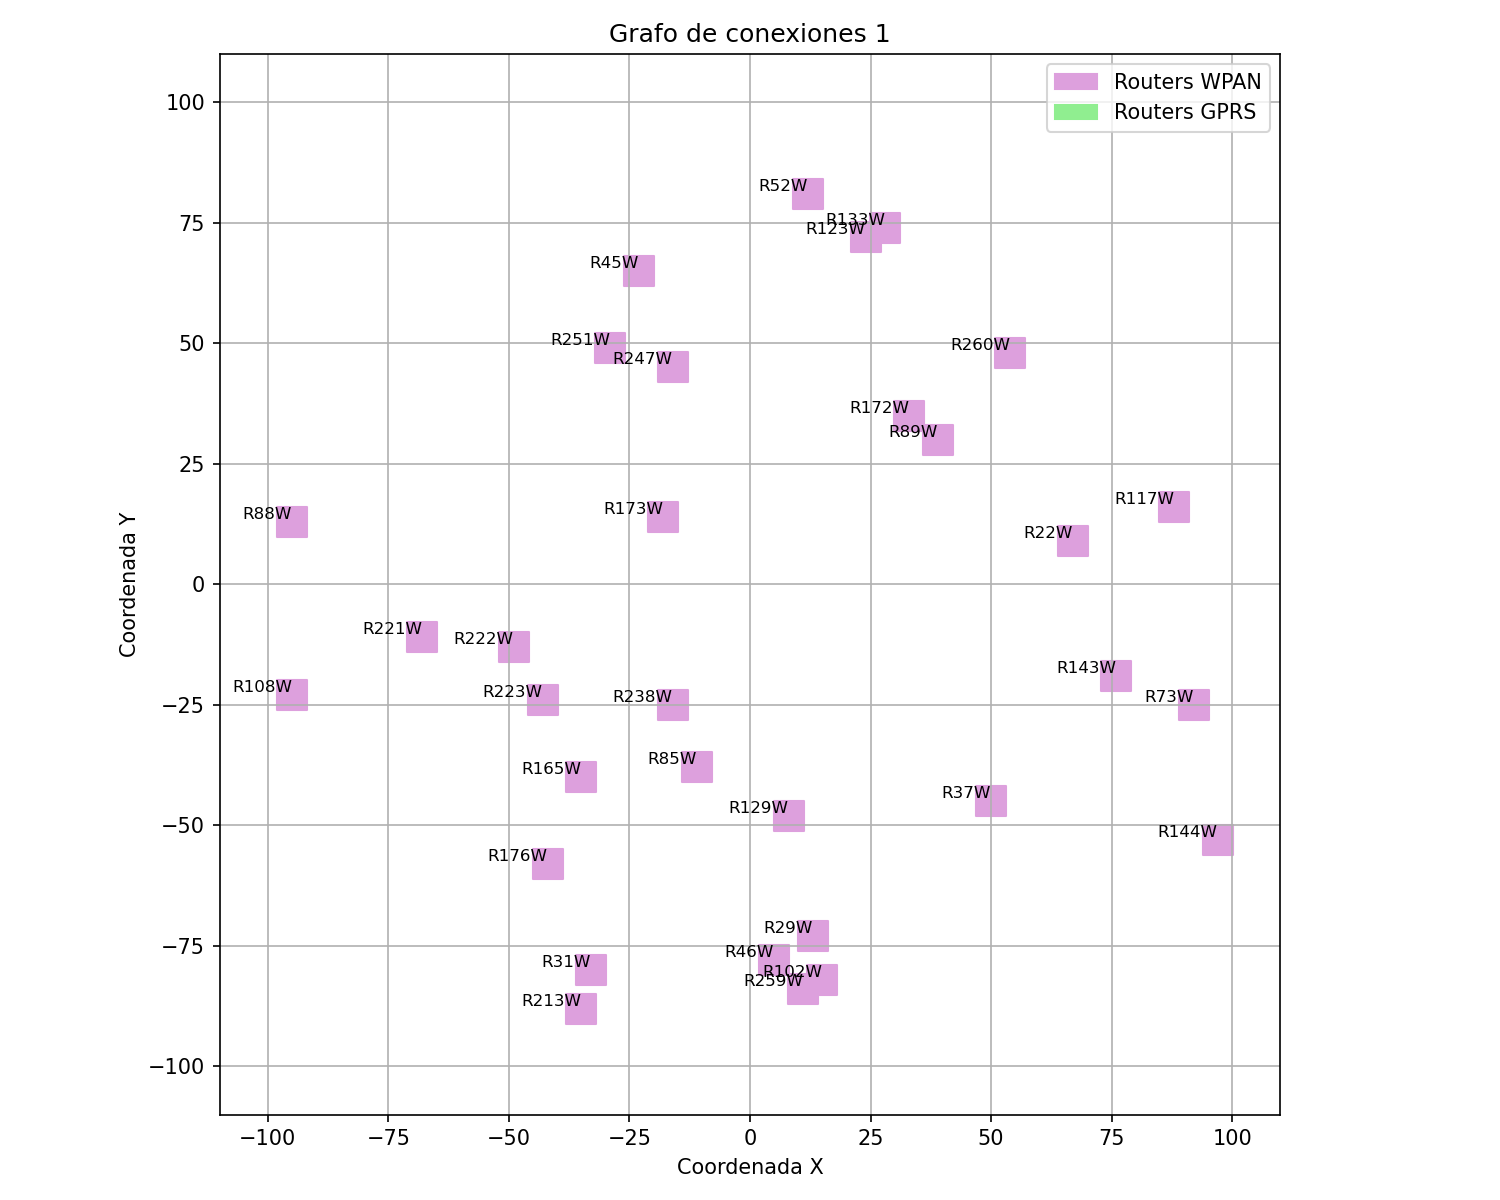 Grafo de conexiones 1
Routers WPAN
Routers GPRS
100
75
50
25
0
−25
−50
−75
−100
Coordenada Y
R52W
R133W
R123W
R45W
R251W
R247W
R260W
R172W
R89W
R117W
R173W
R88W
R22W
R221W
R222W
R143W
R108W
R223W
R238W
R73W
R85W
R165W
R37W
R129W
R144W
R176W
R29W
R46W
R31W
R102W
R259W
R213W
−100
−75
−50
−25
0
25
50
75
100
Coordenada X